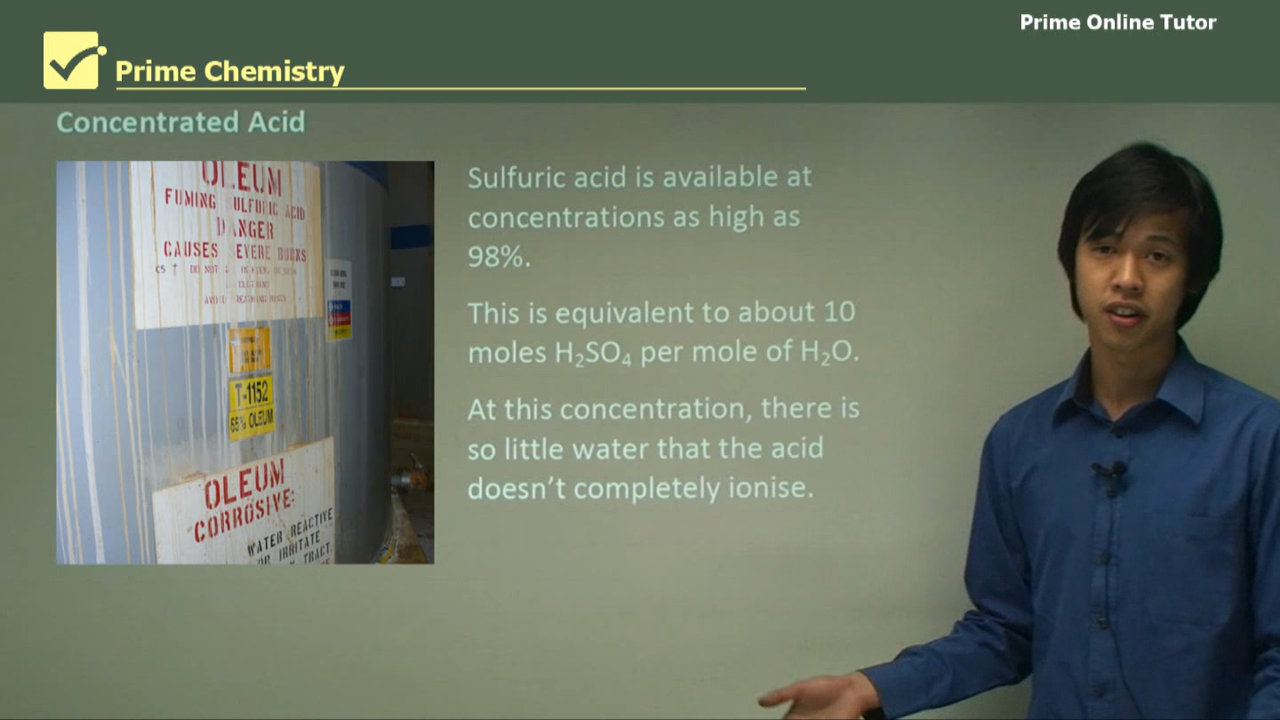 Prime Online Tutor
Prime Chemistry
Concentrated Acid
OLEUM
FUMING SULFURIC ACID
DANGER
CAUSES SEVERE BURNS
T-1152
65% OLEUM
OLEUM
CORROSIVE:
WATER REACTIVE
IRRITATE
TRACT
Sulfuric acid is available at
concentrations as high as
98%.
This is equivalent to about 10
moles H₂SO₄ per mole of H₂O.
At this concentration, there is
so little water that the acid
doesn't completely ionise.